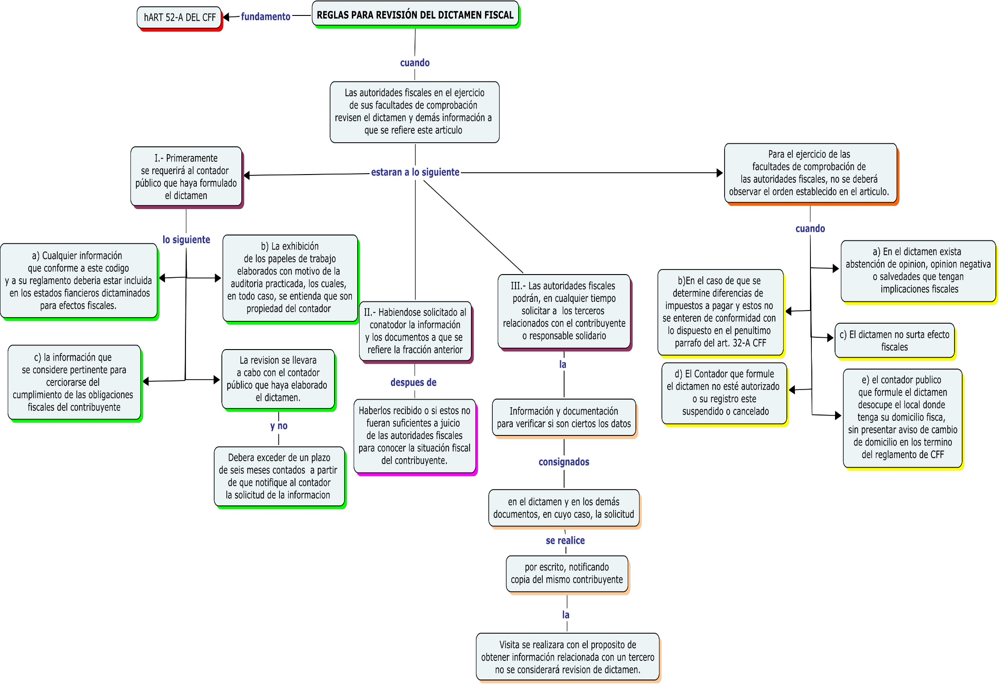 REGLAS PARA REVISIÓN DEL DICTAMEN FISCAL
fundamento
hART 52-A DEL CFF
cuando
Las autoridades fiscales en el ejercicio
de sus facultades de comprobación
revisen el dictamen y demás información a
que se refiere este articulo
estaran a lo siguiente
I.- Primeramente
se requerirá al contador
público que haya formulado
el dictamen
lo siguiente
a) Cualquier información
que conforme a este codigo
y a su reglamento deberia estar incluida
en los estados fiancieros dictaminados
para efectos fiscales.
b) La exhibición
de los papeles de trabajo
elaborados con motivo de la
auditoria practicada, los cuales,
en todo caso, se entienda que son
propiedad del contador
c) la información que
se considere pertinente para
cerciorarse del
cumplimiento de las obligaciones
fiscales del contribuyente
La revision se llevara
a cabo con el contador
público que haya elaborado
el dictamen.
y no
Debera exceder de un plazo
de seis meses contados a partir
de que notifique al contador
la solicitud de la informacion
II.- Habiendose solicitado al
conatodor la información
y los documentos a que se
refiere la fracción anterior
despues de
Haberlos recibido o si estos no
fueran suficientes a juicio
de las autoridades fiscales
para conocer la situación fiscal
del contribuyente.
III.- Las autoridades fiscales
podrán, en cualquier tiempo
solicitar a los terceros
relacionados con el contribuyente
o responsable solidario
la
Información y documentación
para verificar si son ciertos los datos
consignados
en el dictamen y en los demás
documentos, en cuyo caso, la solicitud
se realice
por escrito, notificando
copia del mismo contribuyente
la
Visita se realizara con el proposito de
obtener información relacionada con un tercero
no se considerará revision de dictamen.
Para el ejercicio de las
facultades de comprobación de
las autoridades fiscales, no se deberá
observar el orden establecido en el articulo.
cuando
a) En el dictamen exista
abstención de opinion, opinion negativa
o salvedades que tengan
implicaciones fiscales
b)En el caso de que se
determine diferencias de
impuestos a pagar y estos no
se enteren de conformidad con
lo dispuesto en el penultimo
parrafo del art. 32-A CFF
c) El dictamen no surta efecto
fiscales
d) El Contador que formule
el dictamen no esté autorizado
o su registro este
suspendido o cancelado
e) el contador publico
que formule el dictamen
desocupe el local donde
tenga su domicilio fisca,
sin presentar aviso de cambio
de domicilio en los termino
del reglamento de CFF